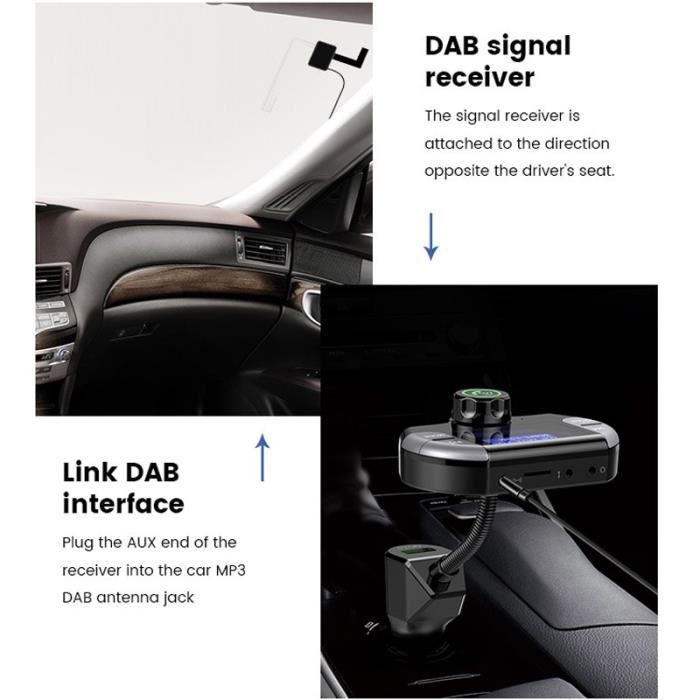 DAB signal
receiver
The signal receiver is
attached to the direction
opposite the driver's seat.
Link DAB
interface
Plug the AUX end of the
receiver into the car MP3
DAB antenna jack